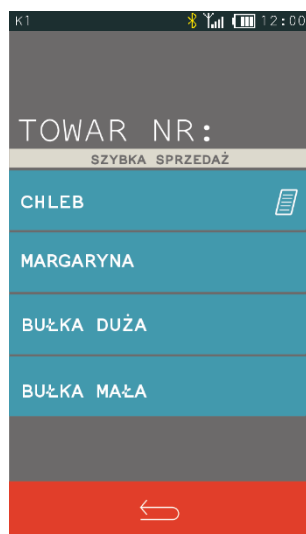 K1 12:00
TOWAR NR:
SZYBKA SPRZEDAŻ
CHLEB
MARGARYNA
BUŁKA DUŻA
BUŁKA MAŁA